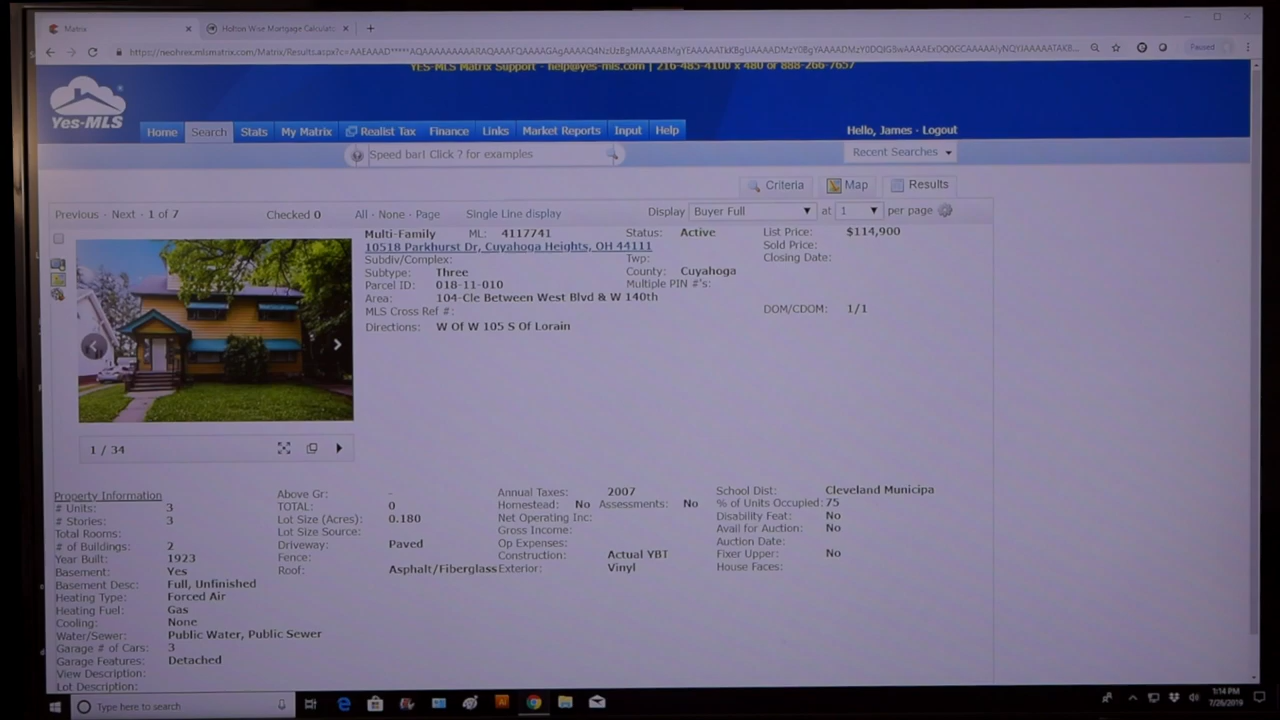 Matrix
Holton Wise Mortgage Calculato
YES-MLS Matrix Support - help@yes-mls.com | 216-485-4100 x 480 or 888-266-7657
Yes-MLS
Home Search Stats My Matrix Realist Tax Finance Links Market Reports Input Help
Hello, James - Logout
Speed bar! Click ? for examples
Recent Searches
Criteria Map Results
Previous · Next · 1 of 7 Checked 0 All · None · Page Single Line display Display Buyer Full at 1 per page
Multi-Family ML: 4117741 Status: Active List Price: $114,900
10518 Parkhurst Dr, Cuyahoga Heights, OH 44111 Sold Price:
Subdiv/Complex: Twp: Closing Date:
Subtype: Three County: Cuyahoga
Parcel ID: 018-11-010 Multiple PIN #'s:
Area: 104-Cle Between West Blvd & W 140th
MLS Cross Ref #: DOM/CDOM: 1/1
Directions: W Of W 105 S Of Lorain
1 / 34
Property Information
# Units: 3
# Stories: 3
Total Rooms:
# of Buildings: 2
Year Built: 1923
Basement: Yes
Basement Desc: Full, Unfinished
Heating Type: Forced Air
Heating Fuel: Gas
Cooling: None
Water/Sewer: Public Water, Public Sewer
Garage # of Cars: 3
Garage Features: Detached
View Description:
Lot Description:
Above Gr: -
TOTAL: 0
Lot Size (Acres): 0.180
Lot Size Source:
Driveway: Paved
Fence:
Roof: Asphalt/Fiberglass
Annual Taxes: 2007
Homestead: No Assessments: No
Net Operating Inc:
Gross Income:
Op Expenses:
Construction: Actual YBT
Exterior: Vinyl
School Dist: Cleveland Municipa
% of Units Occupied: 75
Disability Feat: No
Avail for Auction: No
Auction Date:
Fixer Upper: No
House Faces:
Type here to search
1:14 PM
7/26/2019